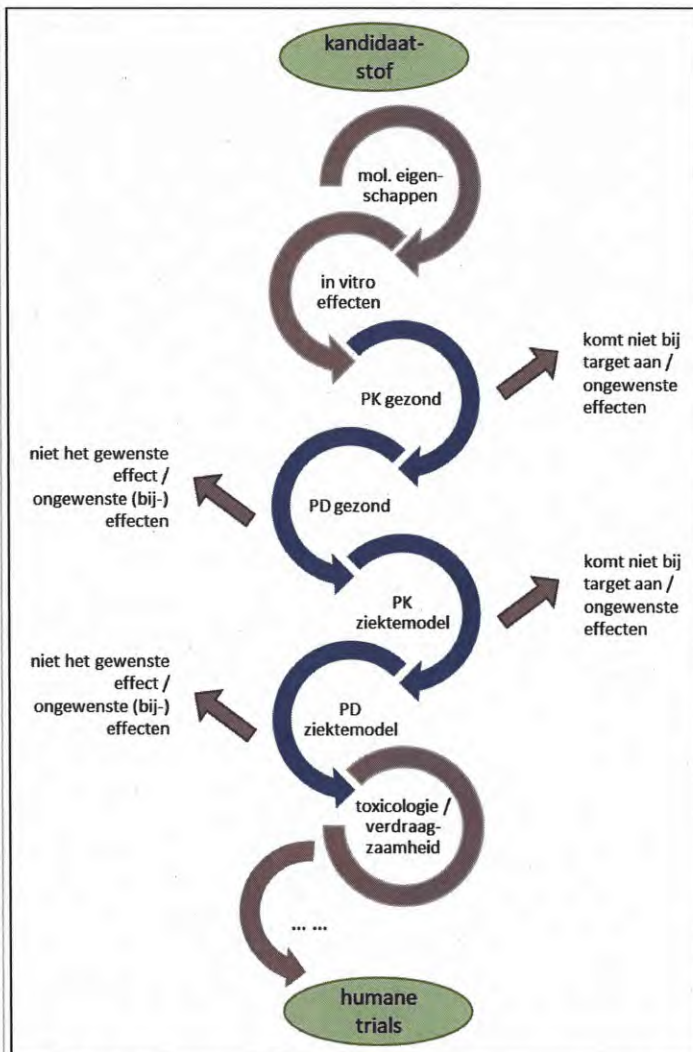 kandidaat-
stof
mol. eigen-
schappen
in vitro
effecten
komt niet bij
target aan /
ongewenste
effecten
PK gezond
niet het gewenste
effect /
ongewenste (bij-)
effecten
PD gezond
komt niet bij
target aan /
ongewenste
effecten
PK
ziektemodel
niet het gewenste
effect /
ongewenste (bij-)
effecten
PD
ziektemodel
toxicologie /
verdraag-
zaamheid
... ...
humane
trials